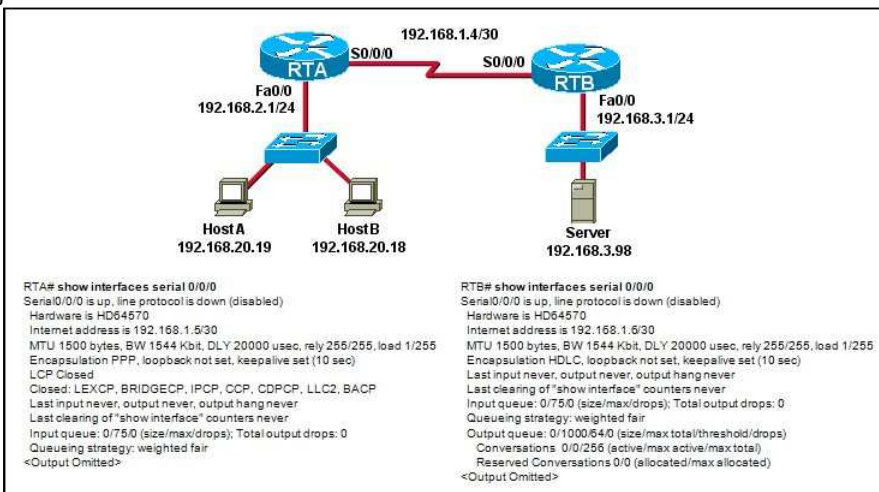 192.168.1.4/30
S0/0/0
S0/0/0
RTA
RTB
Fa0/0
192.168.2.1/24
Fa0/0
192.168.3.1/24
HostA
192.168.20.19
HostB
192.168.20.18
Server
192.168.3.98
RTA# show interfaces serial 0/0/0
Serial0/0/0 is up, line protocol is down (disabled)
Hardware is HD64570
Internet address is 192.168.1.5/30
MTU 1500 bytes, BW 1544 Kbit, DLY 20000 usec, rely 255/255, load 1/255
Encapsulation PPP, loopback not set, keepalive set (10 sec)
LCP Closed
Closed: LEXCP, BRIDGECP, IPCP, CCP, CDPCP, LLC2, BACP
Last input never, output never, output hang never
Last clearing of "show interface" counters never
Input queue: 0/75/0 (size/max/drops); Total output drops: 0
Queueing strategy: weighted fair
<Output Omitted>
RTB# show interfaces serial 0/0/0
Serial0/0/0 is up, line protocol is down (disabled)
Hardware is HD64570
Internet address is 192.168.1.6/30
MTU 1500 bytes, BW 1544 Kbit, DLY 20000 usec, rely 255/255, load 1/255
Encapsulation HDLC, loopback not set, keepalive set (10 sec)
Last input never, output never, output hang never
Last clearing of "show interface" counters never
Input queue: 0/75/0 (size/max/drops); Total output drops: 0
Queueing strategy: weighted fair
Output queue: 0/1000/64/0 (size/max total/threshold/drops)
Conversations 0/0/256 (active/max active/max total)
Reserved Conversations 0/0 (allocated/max allocated)
<Output Omitted>